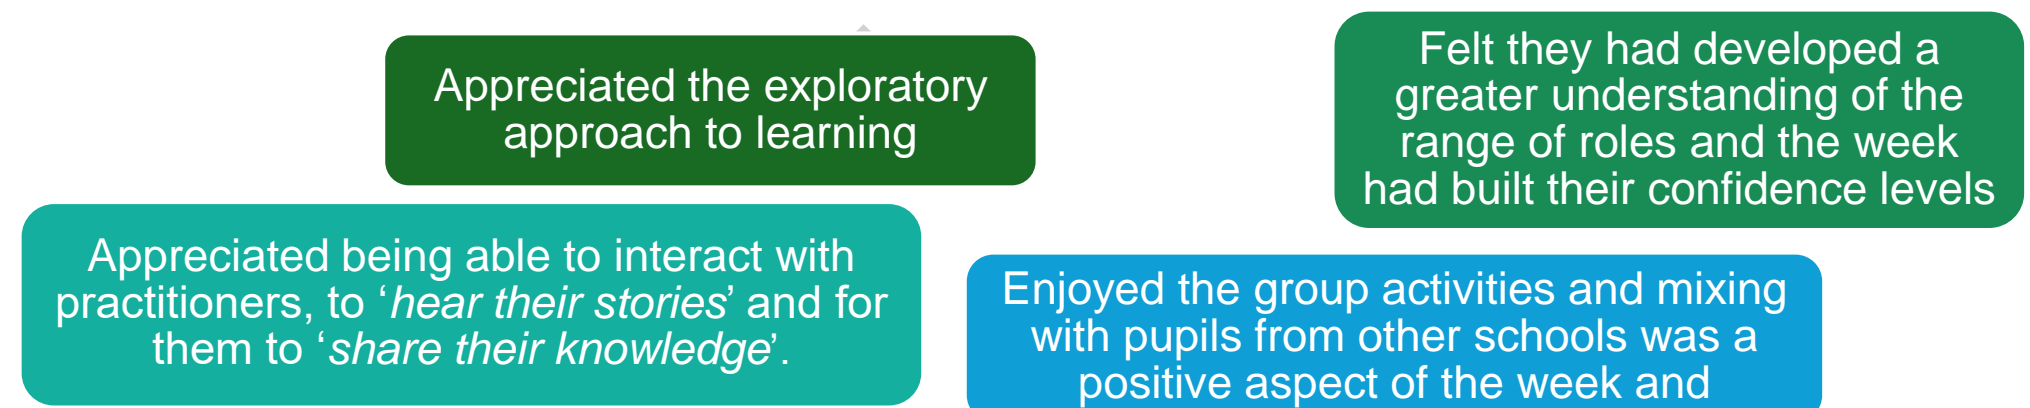 Appreciated the exploratory
approach to learning
Felt they had developed a
greater understanding of the
range of roles and the week
had built their confidence levels
Appreciated being able to interact with
practitioners, to ‘hear their stories’ and for
them to ‘share their knowledge’.
Enjoyed the group activities and mixing
with pupils from other schools was a
positive aspect of the week and